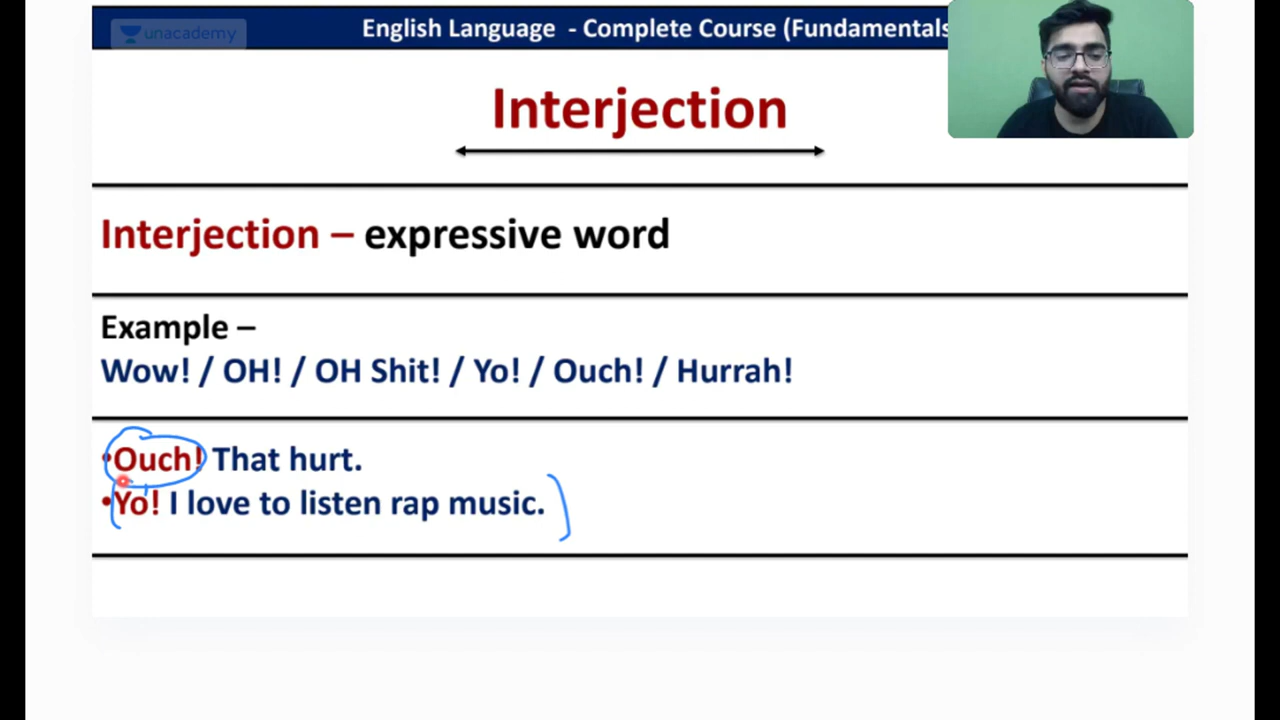 unacademy
English Language - Complete Course (Fundamentals
Interjection
Interjection – expressive word
Example –
Wow! / OH! / OH Shit! / Yo! / Ouch! / Hurrah!
•Ouch! That hurt.
•Yo! I love to listen rap music.